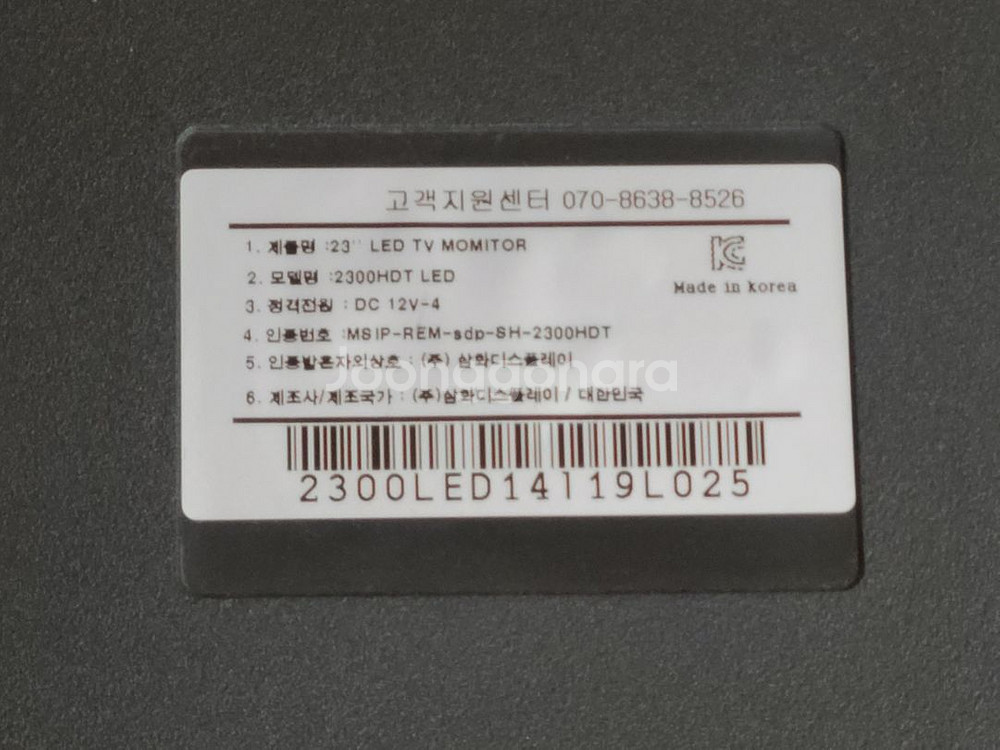 고객지원센터 070-8638-8526
1. 제품명 :23" LED TV MOMITOR
2. 모델명 :2300HDT LED
3. 정격전원 : DC 12V-4
4. 인증번호 :MSIP-REM-sdp-SH-2300HDT
5. 인증발혼자의상호 : (주) 삼화디스플레이
6. 제조사/제조국가 : (주)삼화디스플레이 / 대한민국
Made in korea
Joonggonara
2300LED14119L025